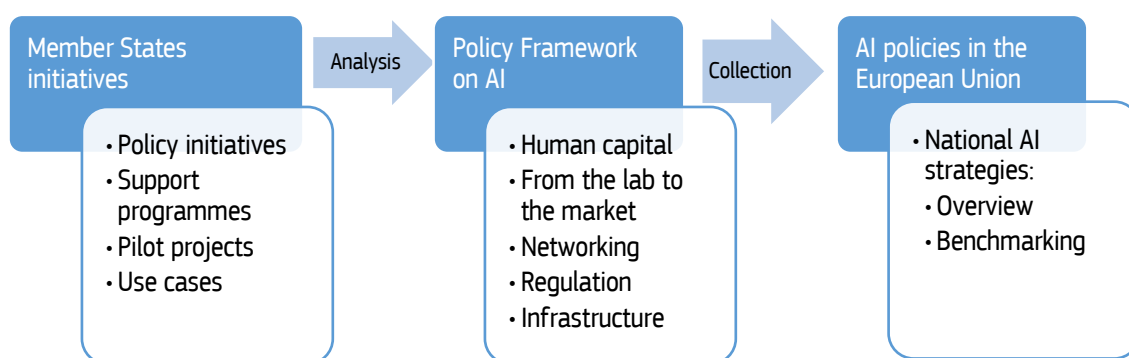 Member States
initiatives
• Policy initiatives
• Support
programmes
• Pilot projects
• Use cases
Analysis
Policy Framework
on AI
• Human capital
• From the lab to
the market
• Networking
• Regulation
• Infrastructure
Collection
AI policies in the
European Union
• National AI
strategies:
• Overview
• Benchmarking